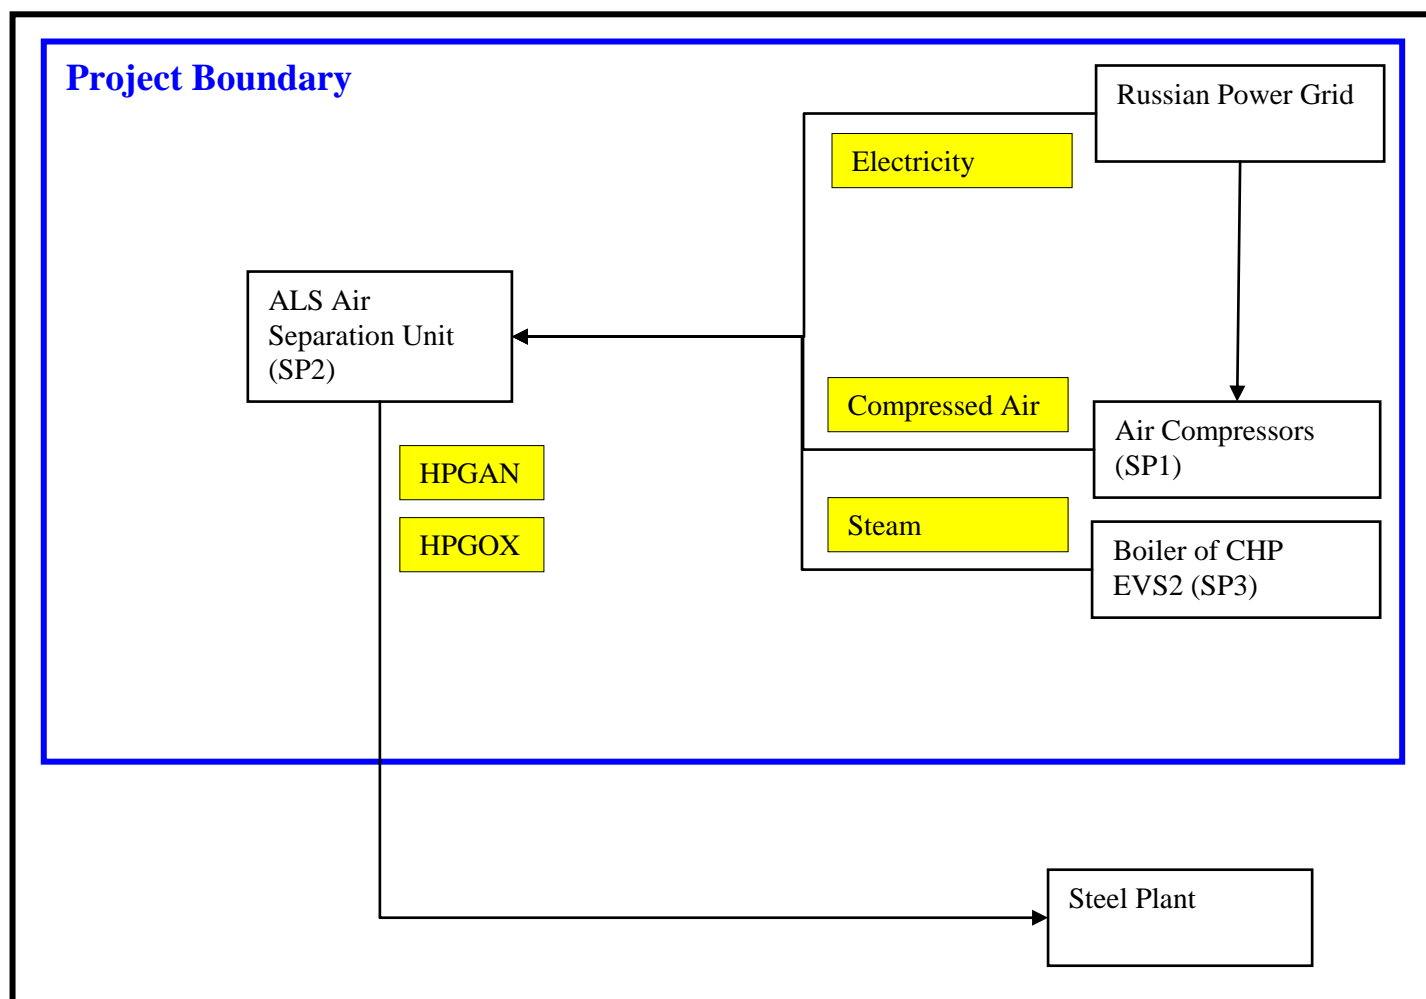 Project Boundary
Russian Power Grid
Electricity
ALS Air
Separation Unit
(SP2)
Compressed Air
Air Compressors
(SP1)
HPGAN
Steam
HPGOX
Boiler of CHP
EVS2 (SP3)
Steel Plant